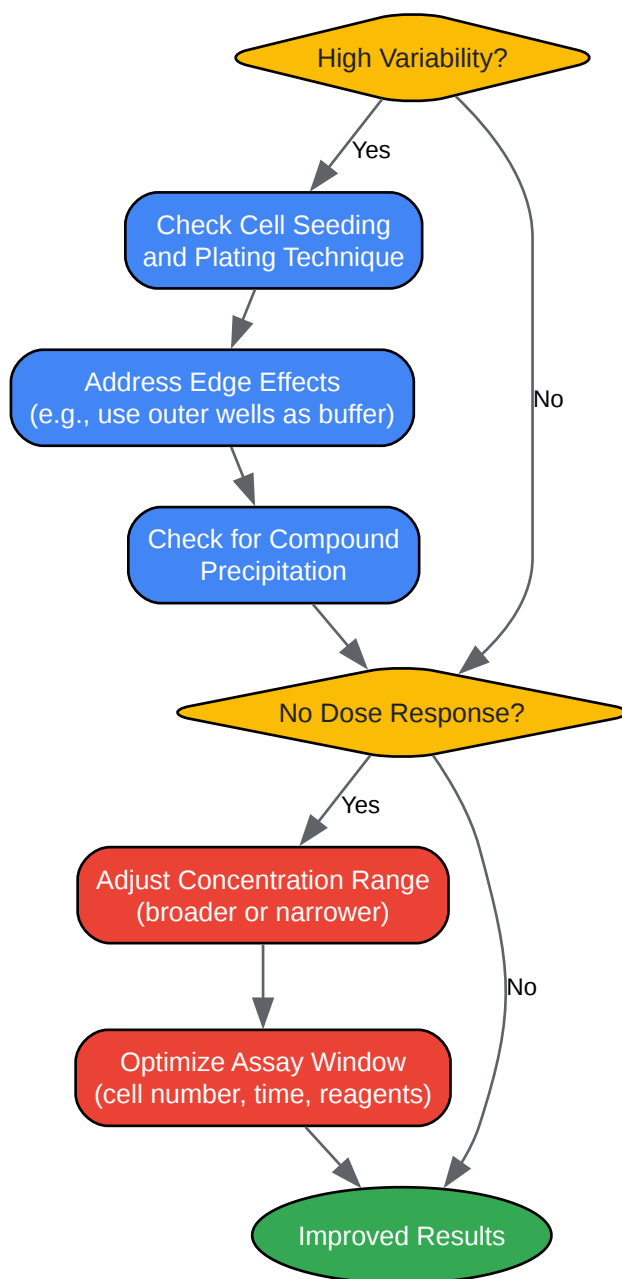 High Variability?
Yes
Check Cell Seeding
and Plating Technique
Address Edge Effects
(e.g., use outer wells as buffer)
No
Check for Compound
Precipitation
No Dose Response?
Yes
Adjust Concentration Range
(broader or narrower)
No
Optimize Assay Window
(cell number, time, reagents)
Improved Results